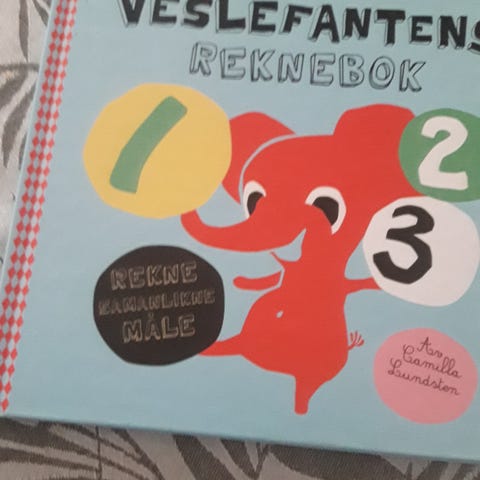 VESLEFANTENS
REKNEBOK
1
2
3
REKNE
SAMANLIKNE
MÅLE
Av
Camilla
Lundsten